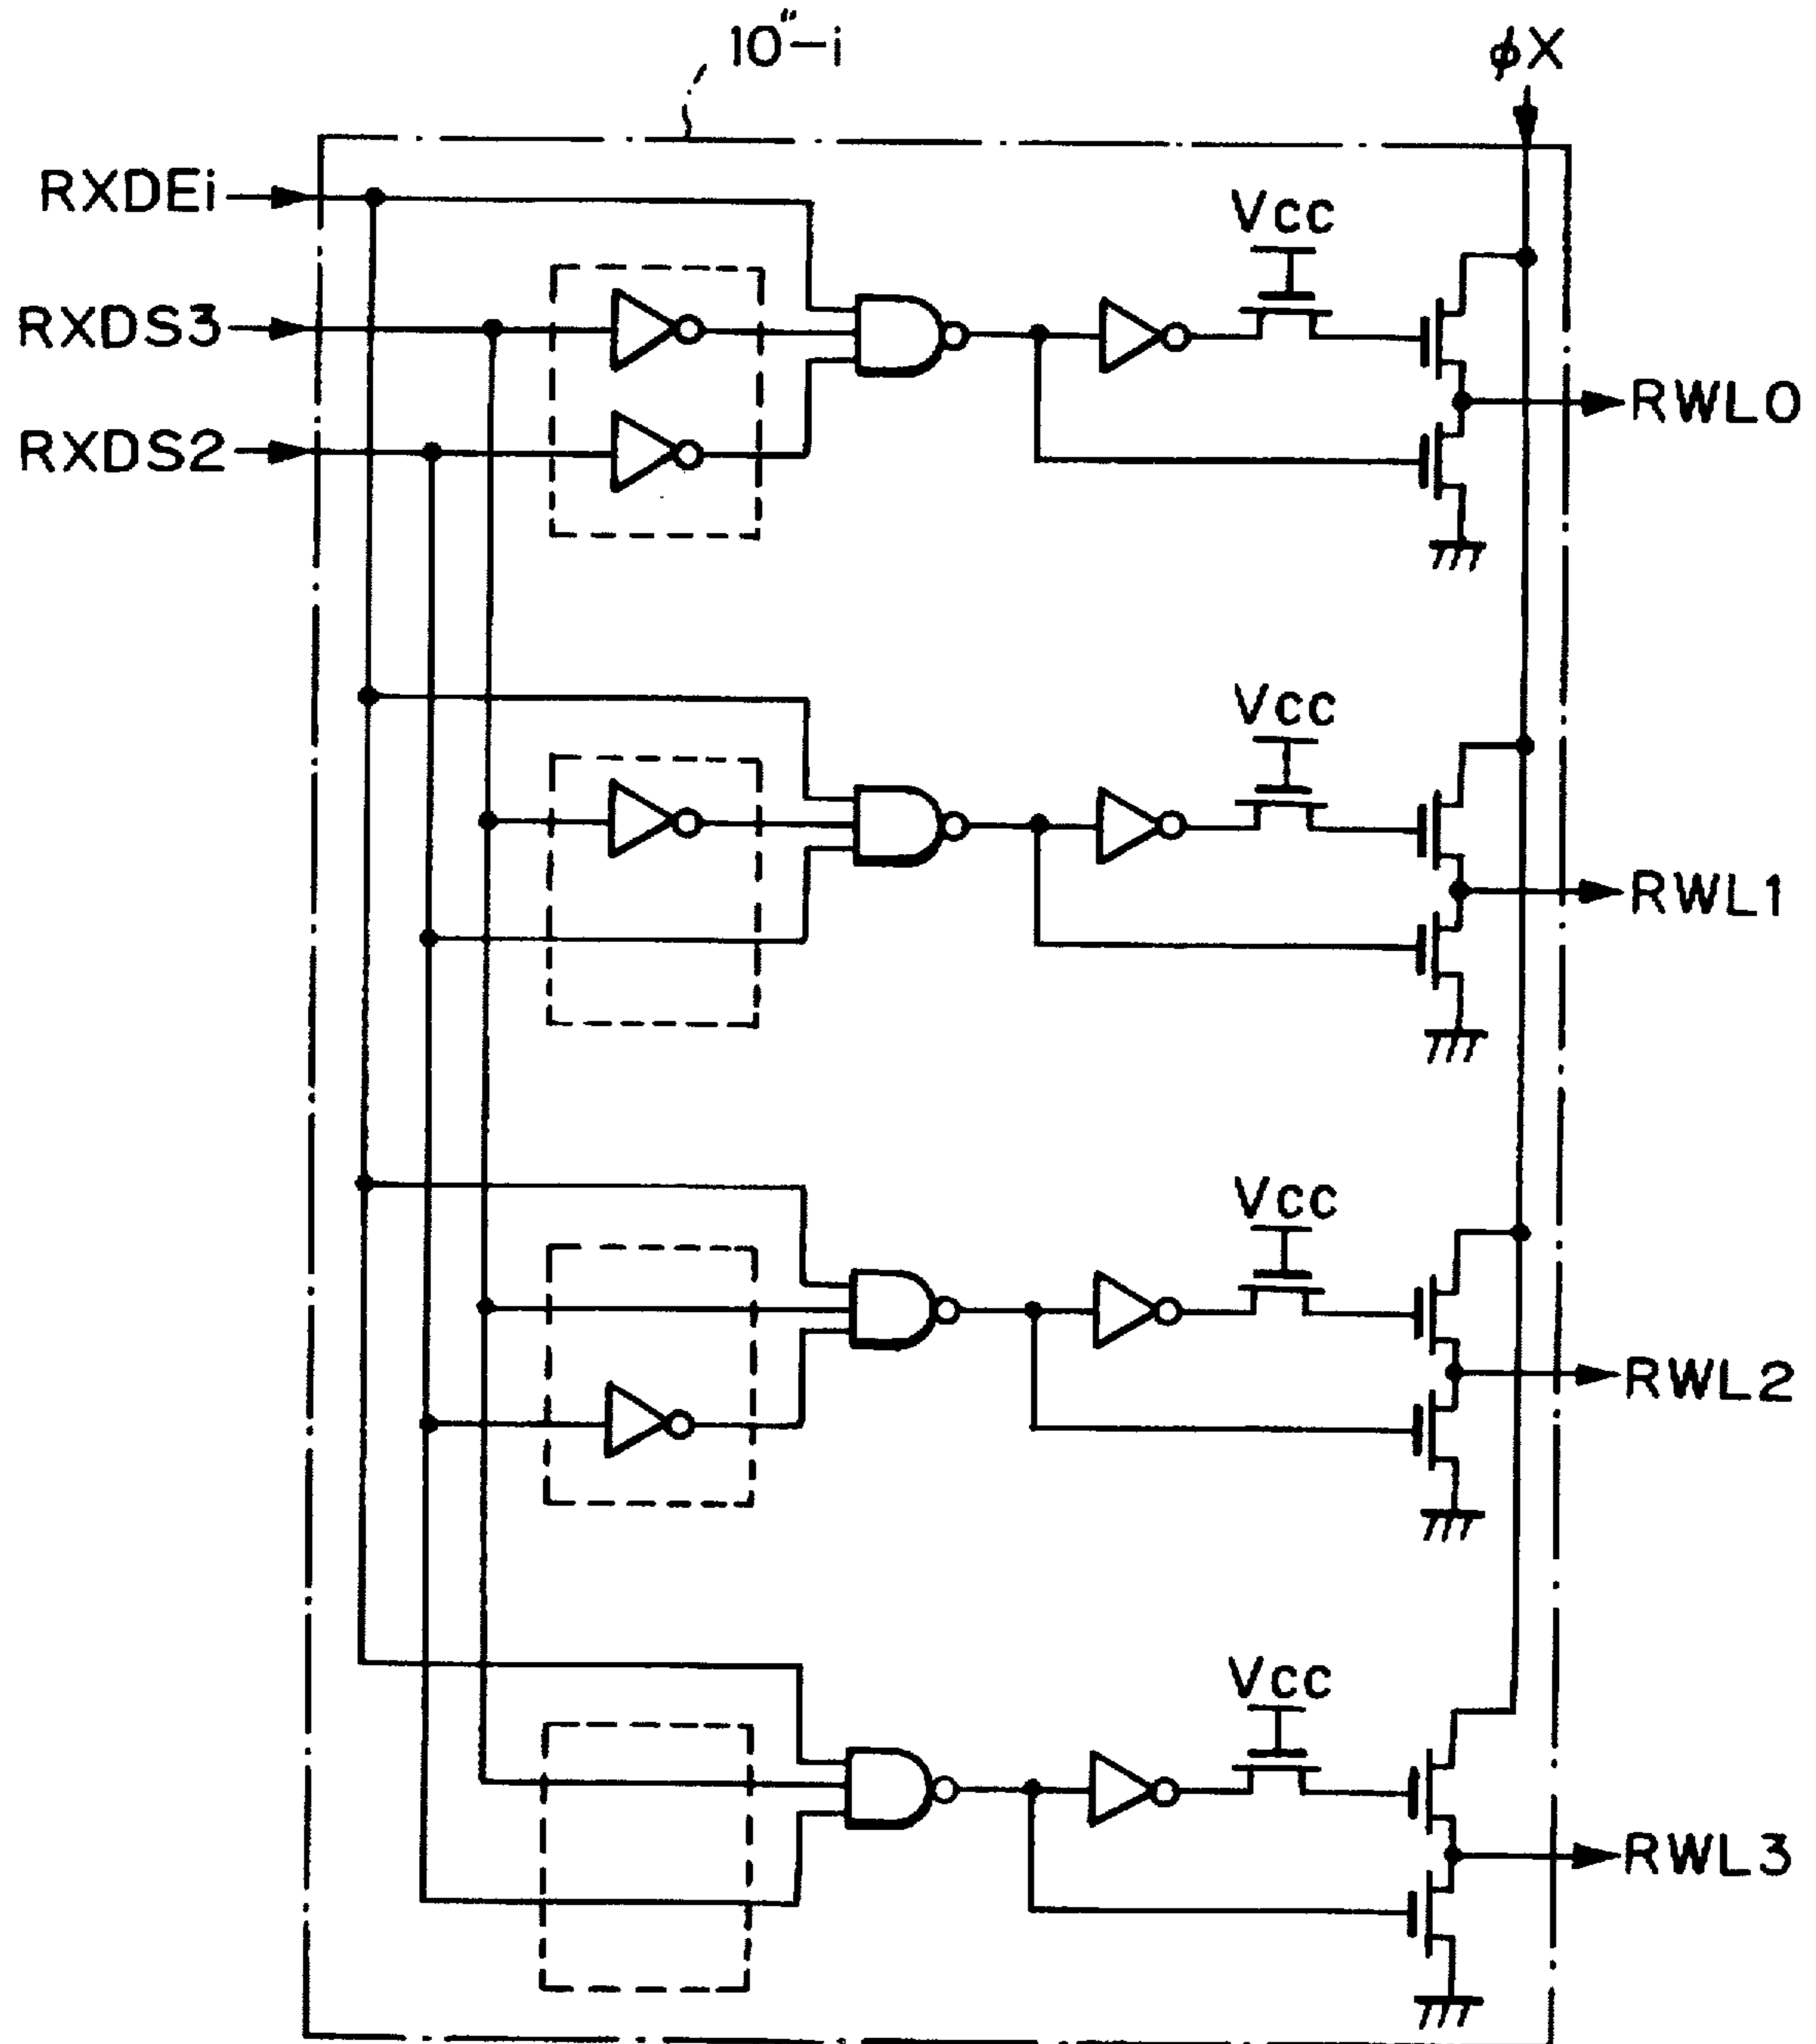 10"-i
φX
RXDEi
Vcc
RXDS3
RWL0
RXDS2
Vcc
RWL1
Vcc
RWL2
Vcc
RWL3